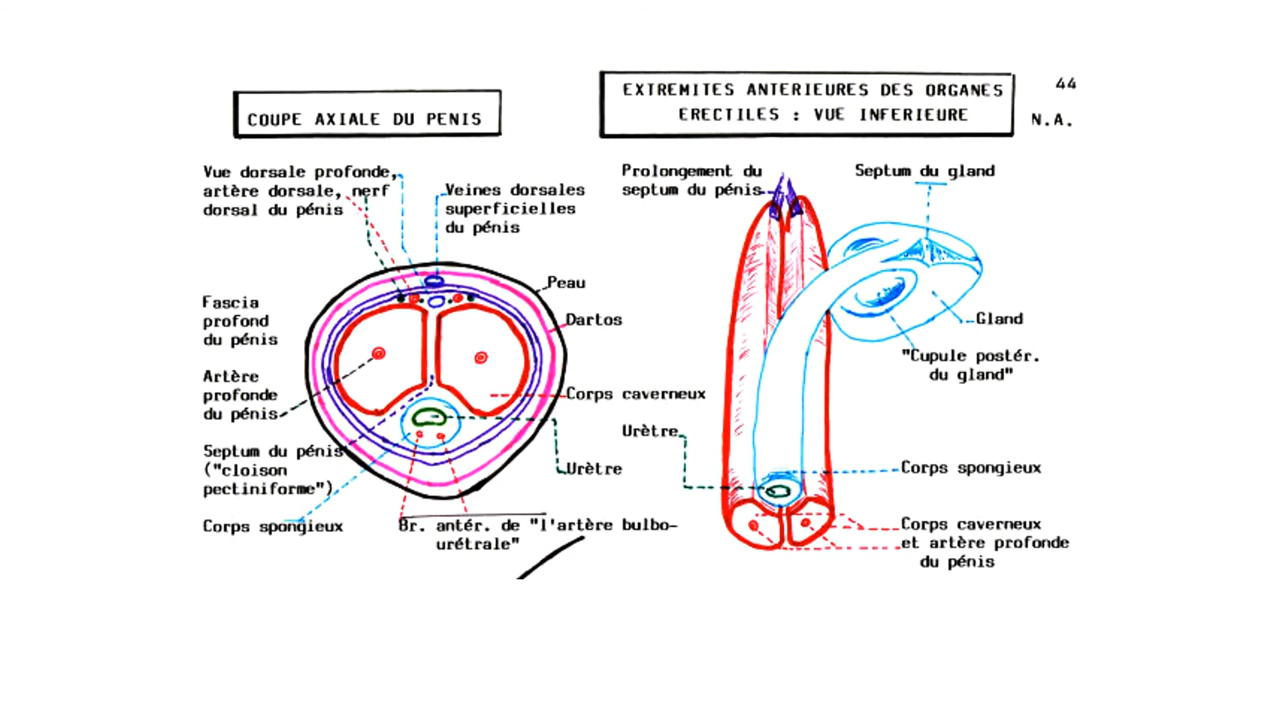 COUPE AXIALE DU PENIS
EXTREMITES ANTERIEURES DES ORGANES
ERECTILES : VUE INFERIEURE
44
N.A.
Vue dorsale profonde,
artère dorsale, nerf
dorsal du pénis
Veines dorsales
superficielles
du pénis
Peau
Dartos
Fascia
profond
du pénis
Artère
profonde
du pénis
Corps caverneux
Septum du pénis
("cloison
pectiniforme")
Urètre
Corps spongieux
Br. antér. de "l'artère bulbo-
urétrale"
Prolongement du
septum du pénis
Septum du gland
Gland
"Cupule postér.
du gland"
Urètre
Corps spongieux
Corps caverneux
et artère profonde
du pénis